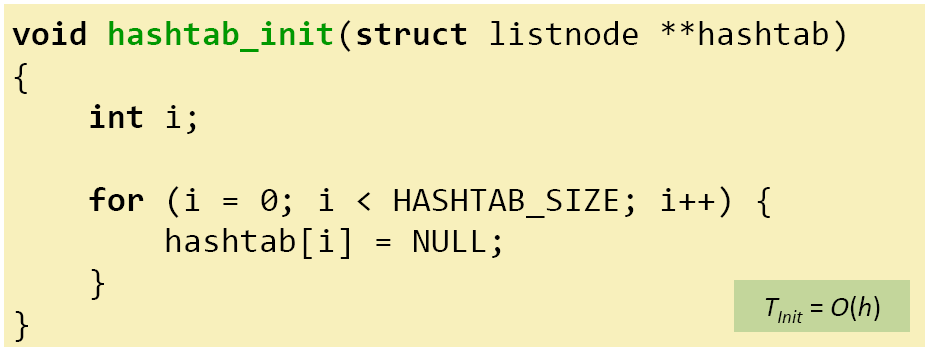 void hashtab_init(struct listnode **hashtab)
{
    int i;

    for (i = 0; i < HASHTAB_SIZE; i++) {
        hashtab[i] = NULL;
    }
}
T_Init = O(h)